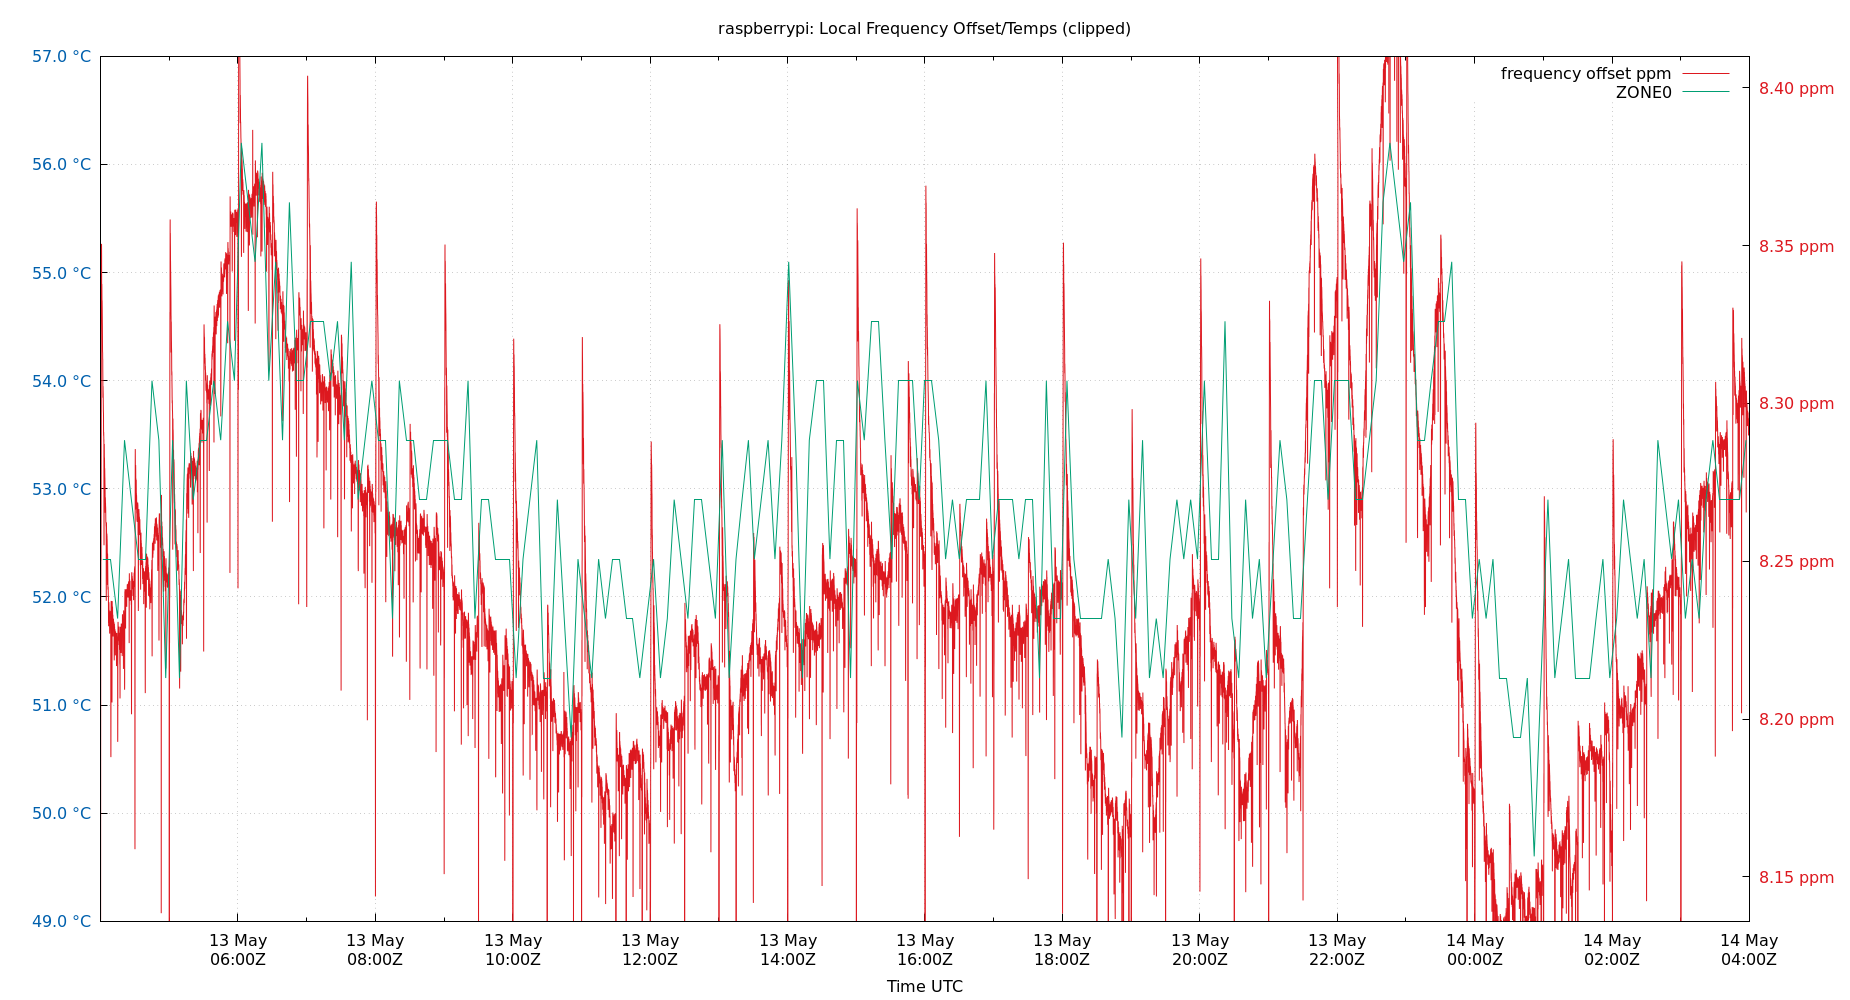 raspberrypi: Local Frequency Offset/Temps (clipped)
frequency offset ppm
ZONE0
57.0 °C
56.0 °C
55.0 °C
54.0 °C
53.0 °C
52.0 °C
51.0 °C
50.0 °C
49.0 °C
8.40 ppm
8.35 ppm
8.30 ppm
8.25 ppm
8.20 ppm
8.15 ppm
13 May 13 May 13 May 13 May 13 May 13 May 13 May 13 May 13 May 14 May 14 May 14 May
06:00Z 08:00Z 10:00Z 12:00Z 14:00Z 16:00Z 18:00Z 20:00Z 22:00Z 00:00Z 02:00Z 04:00Z
Time UTC